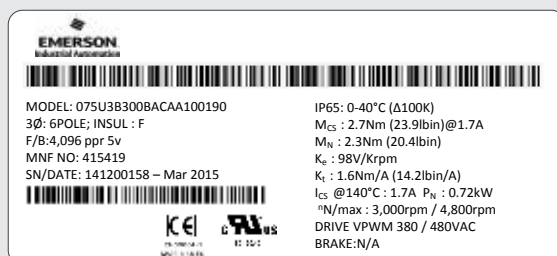 EMERSON
Industrial Automation
MODEL: 075U3B300BACAA100190
3Ø: 6POLE; INSUL : F
F/B:4,096 ppr 5v
MNF NO: 415419
SN/DATE: 141200158 – Mar 2015
IP65: 0-40°C (Δ100K)
MCS : 2.7Nm (23.9lbin)@1.7A
MN : 2.3Nm (20.4lbin)
Ke : 98V/Krpm
Kt : 1.6Nm/A (14.2lbin/A)
ICS @140°C : 1.7A PN : 0.72kW
nN/max : 3,000rpm / 4,800rpm
DRIVE VPWM 380 / 480VAC
BRAKE:N/A
CE
c US